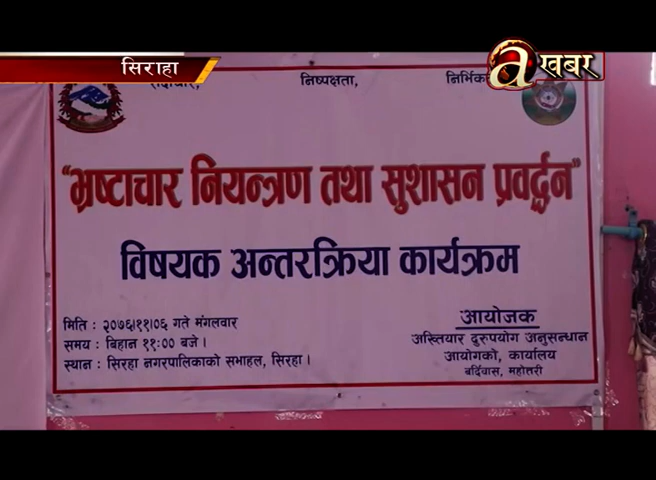 सिराहा
a खबर
सदाचार, निष्पक्षता,
"भ्रष्टाचार नियन्त्रण तथा सुशासन प्रवर्द्धन"
विषयक अन्तरक्रिया कार्यक्रम
मिति : २०७६।११।०६ गते मंगलवार
समय : बिहान ११:०० बजे ।
स्थान : सिरहा नगरपालिकाको सभाहल, सिरहा ।
आयोजक
अख्तियार दुरुपयोग अनुसन्धान
आयोगको, कार्यालय
बर्दिवास, महोत्तरी